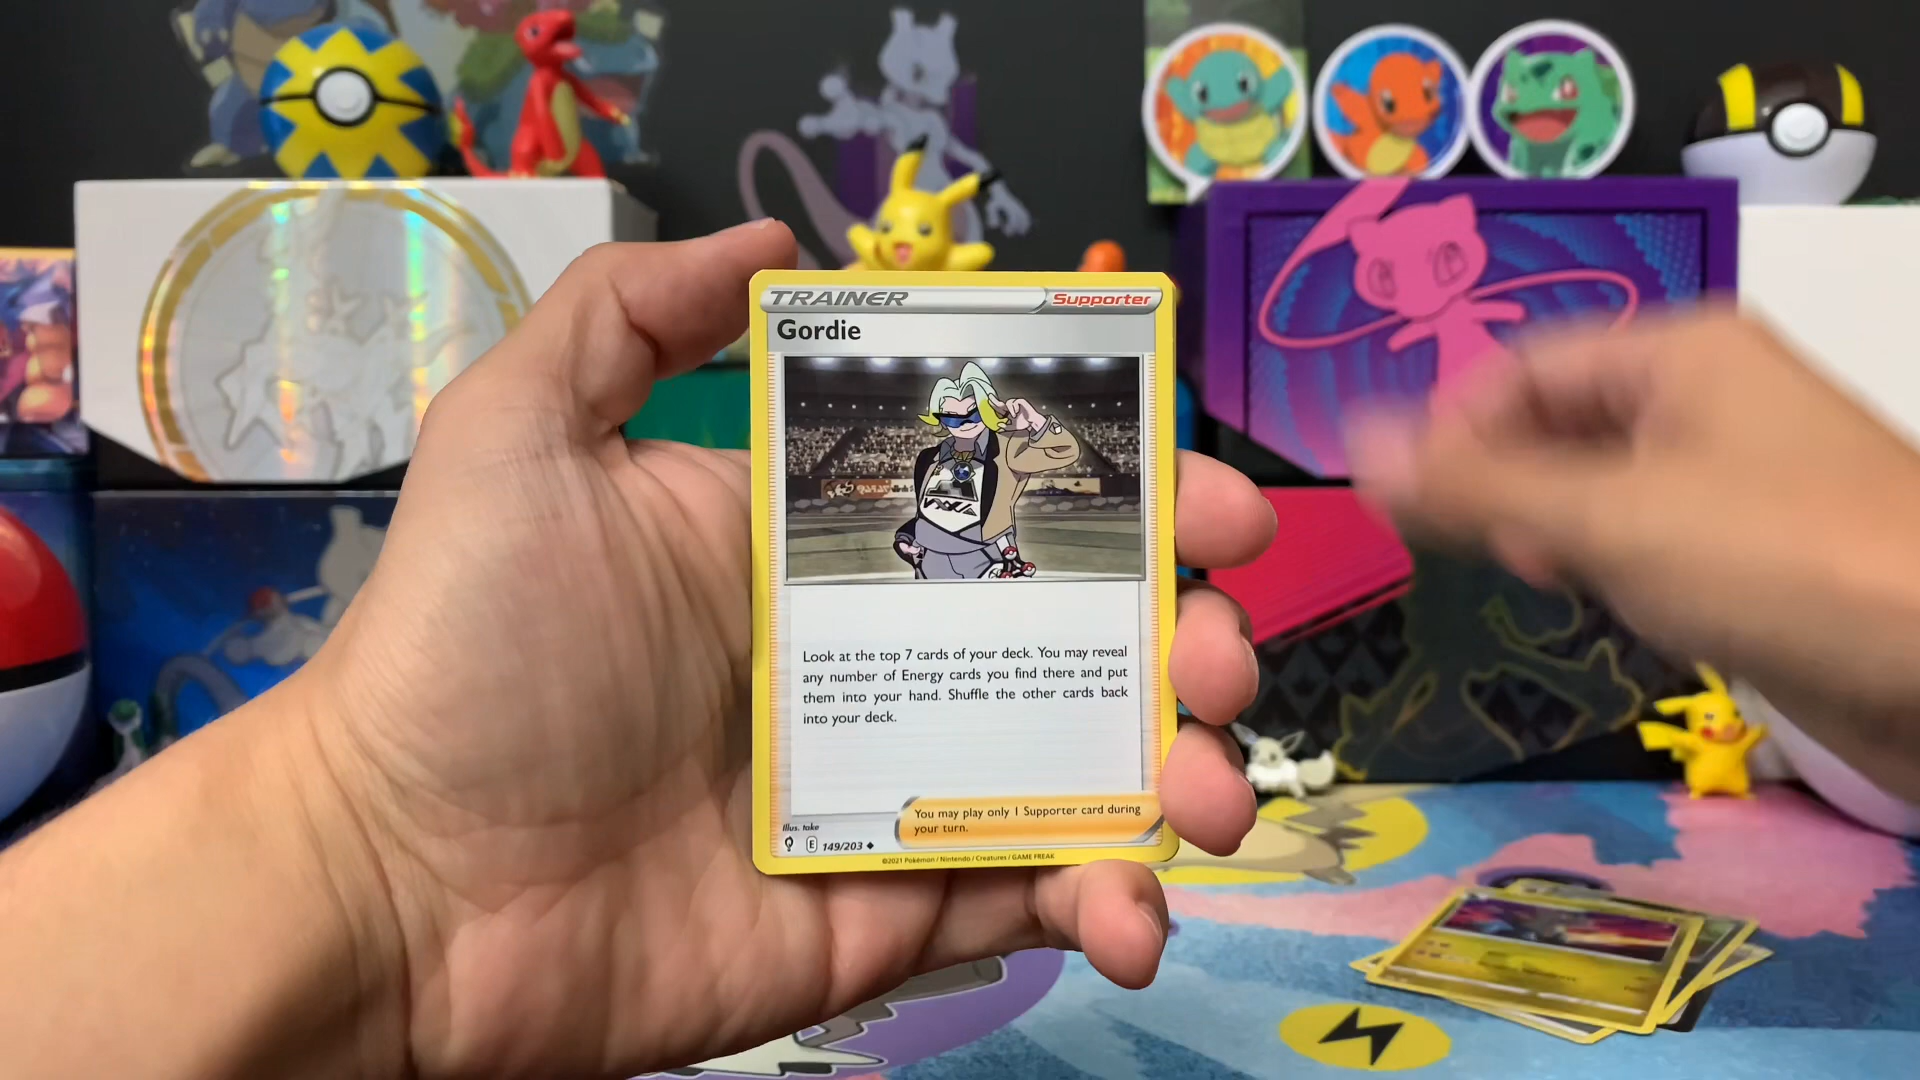 TRAINER
Supporter
Gordie
Look at the top 7 cards of your deck. You may reveal
any number of Energy cards you find there and put
them into your hand. Shuffle the other cards back
into your deck.
You may play only 1 Supporter card during
your turn.
Illus. take
E 149/203
©2021 Pokémon / Nintendo / Creatures / GAME FREAK